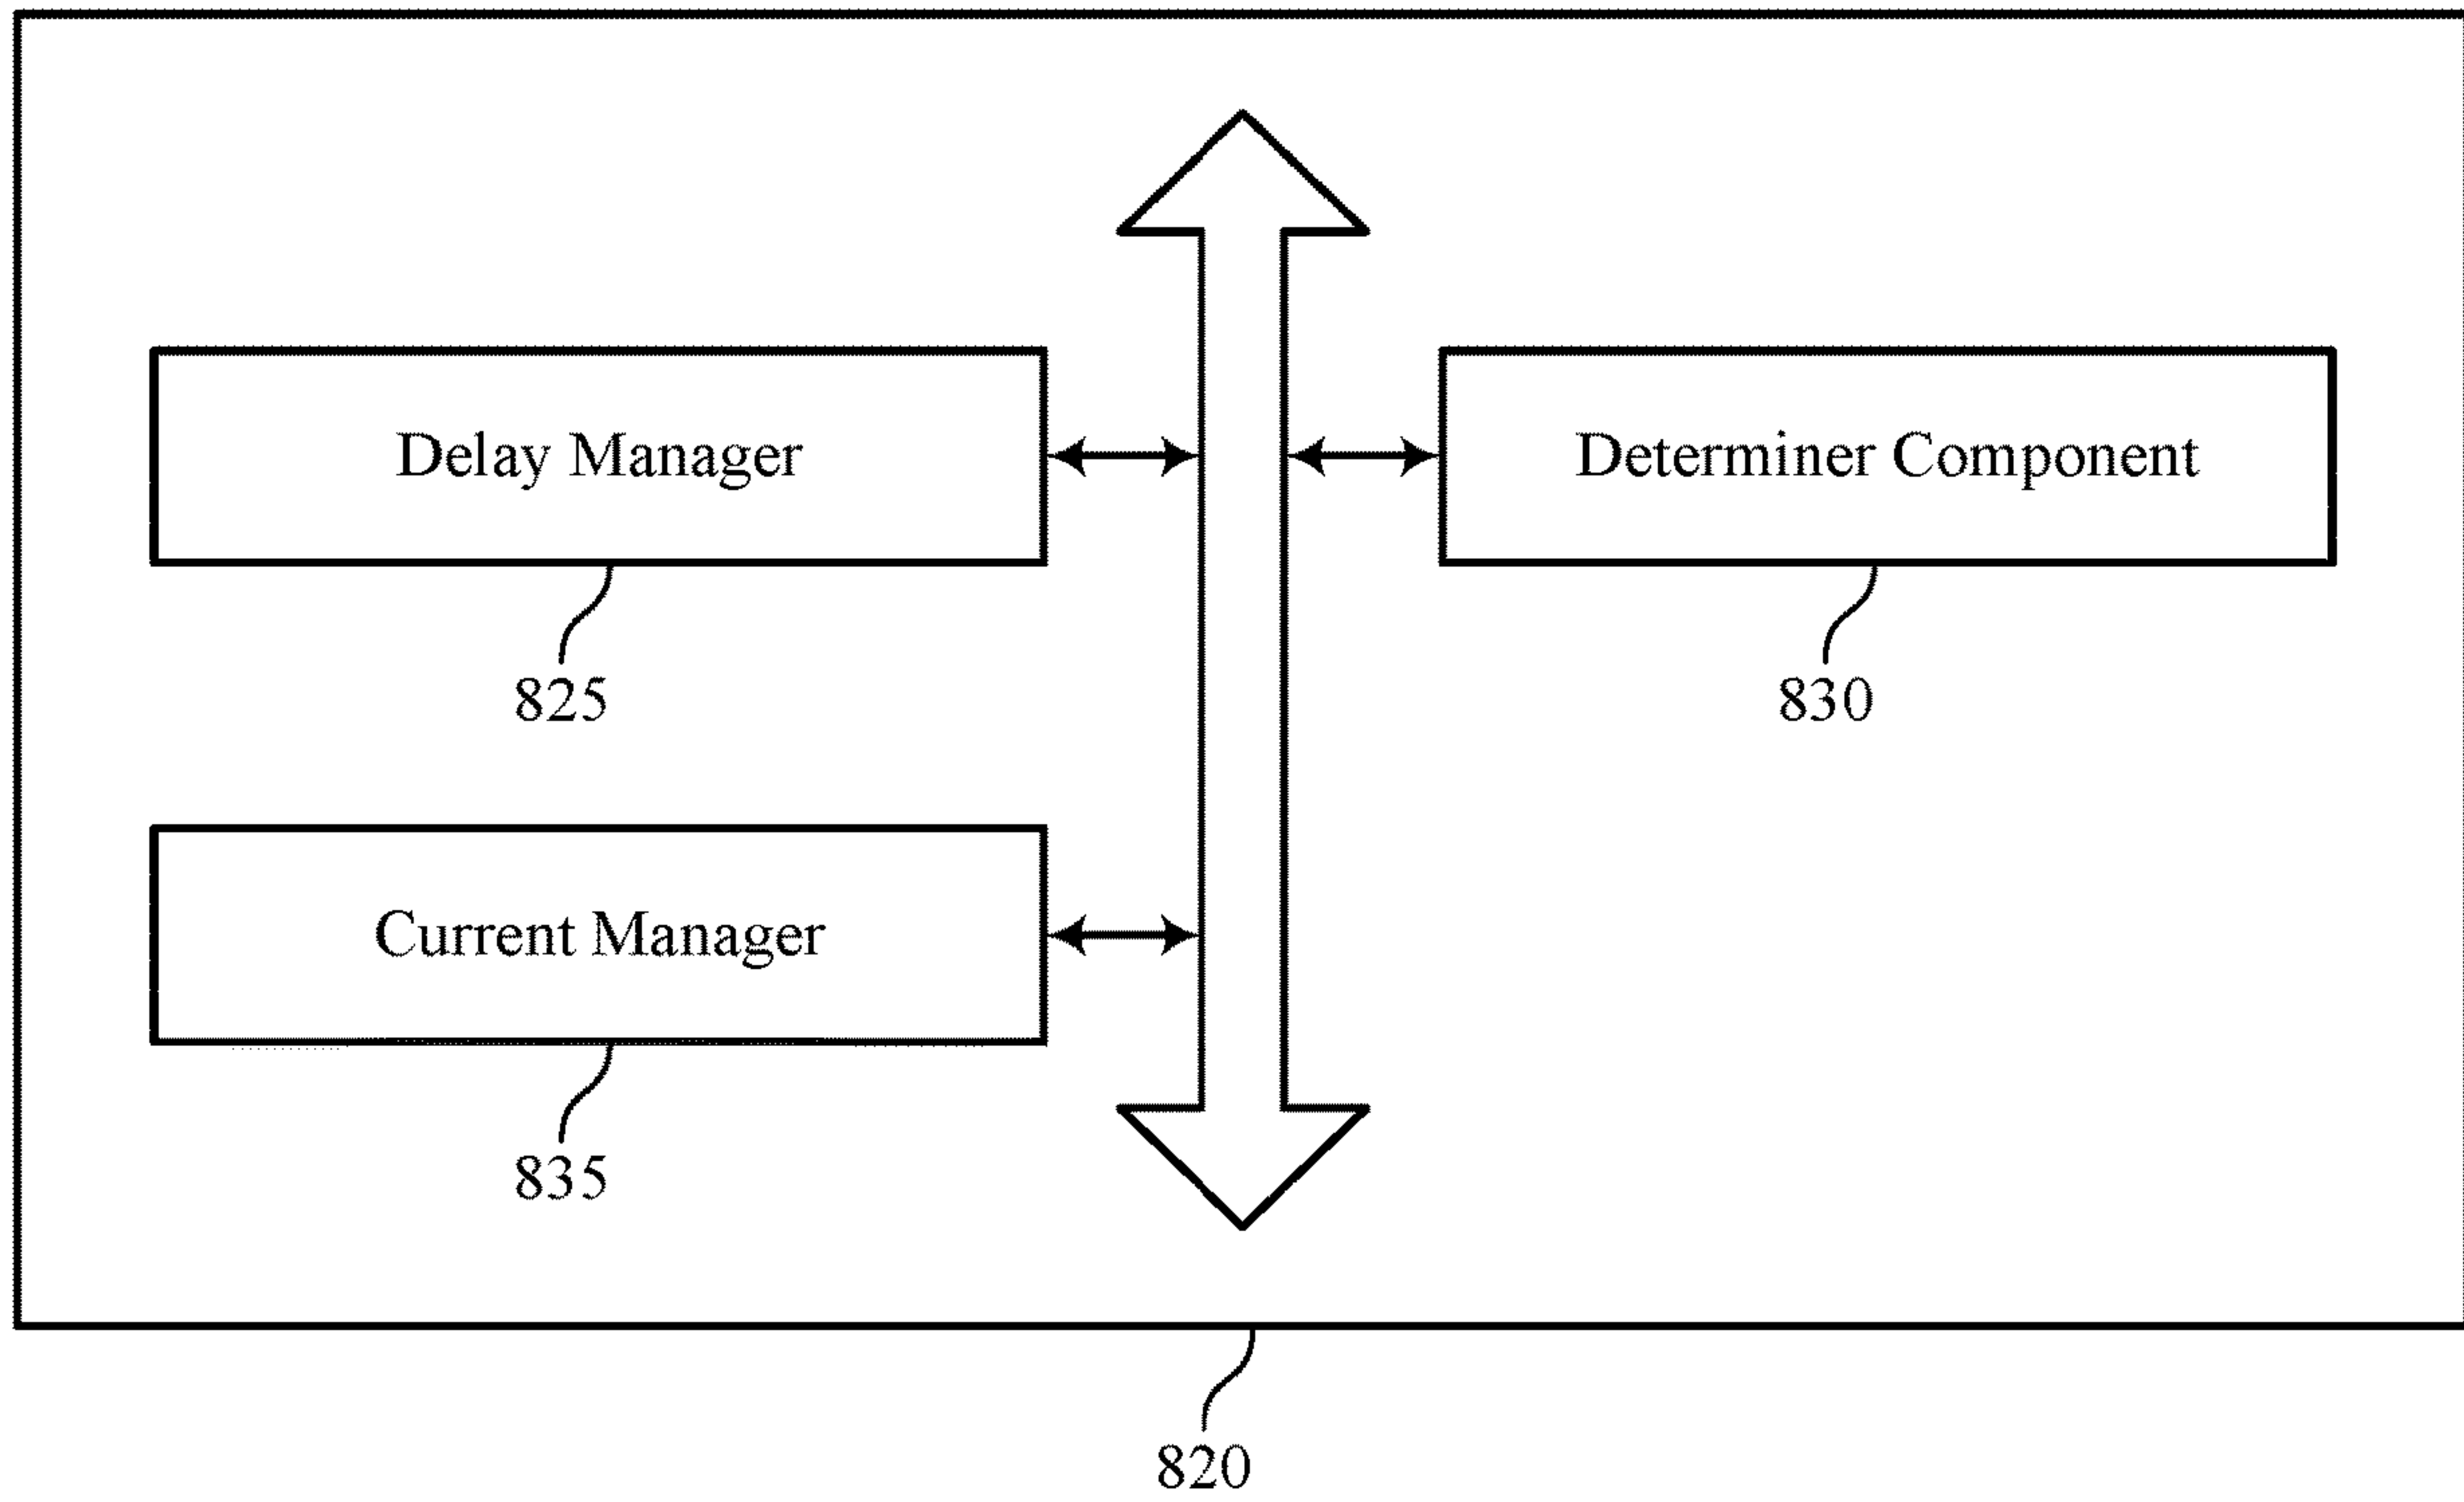 Delay Manager
Determiner Component
825
830
Current Manager
835
820